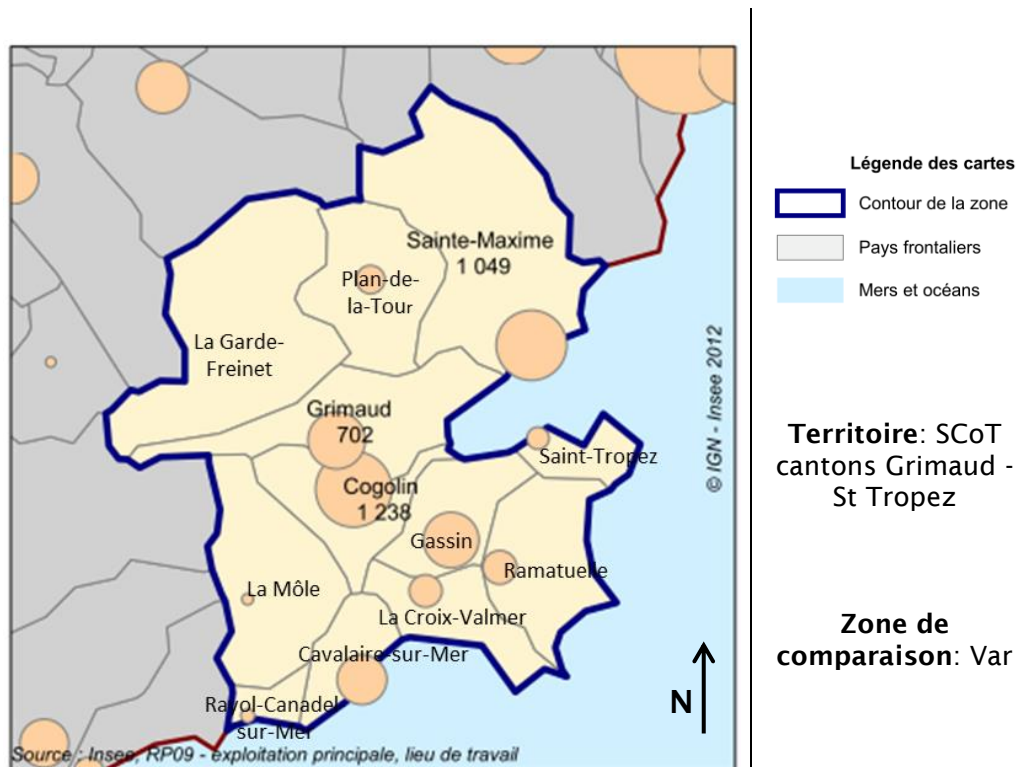 Sainte-Maxime
1 049
Plan-de-
la-Tour
La Garde-
Freinet
Grimaud
702
Saint-Tropez
Cogolin
1 238
Gassin
Ramatuelle
La Môle
La Croix-Valmer
Cavalaire-sur-Mer
Rayol-Canadel
sur-Mer
Source : Insee, RP09 - exploitation principale, lieu de travail
© IGN - Insee 2012
N
Légende des cartes
Contour de la zone
Pays frontaliers
Mers et océans
Territoire: SCoT
cantons Grimaud -
St Tropez
Zone de
comparaison: Var